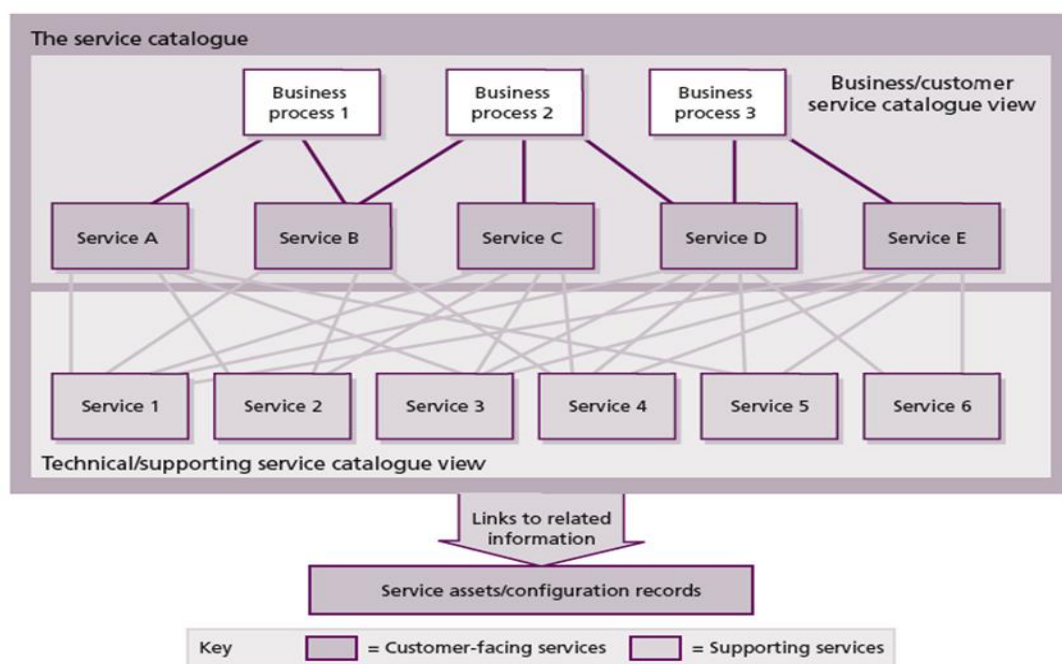 The service catalogue
Business
process 1
Business
process 2
Business
process 3
Business/customer
service catalogue view
Service A
Service B
Service C
Service D
Service E
Service 1
Service 2
Service 3
Service 4
Service 5
Service 6
Technical/supporting service catalogue view
Links to related
information
Service assets/configuration records
Key
= Customer-facing services
= Supporting services